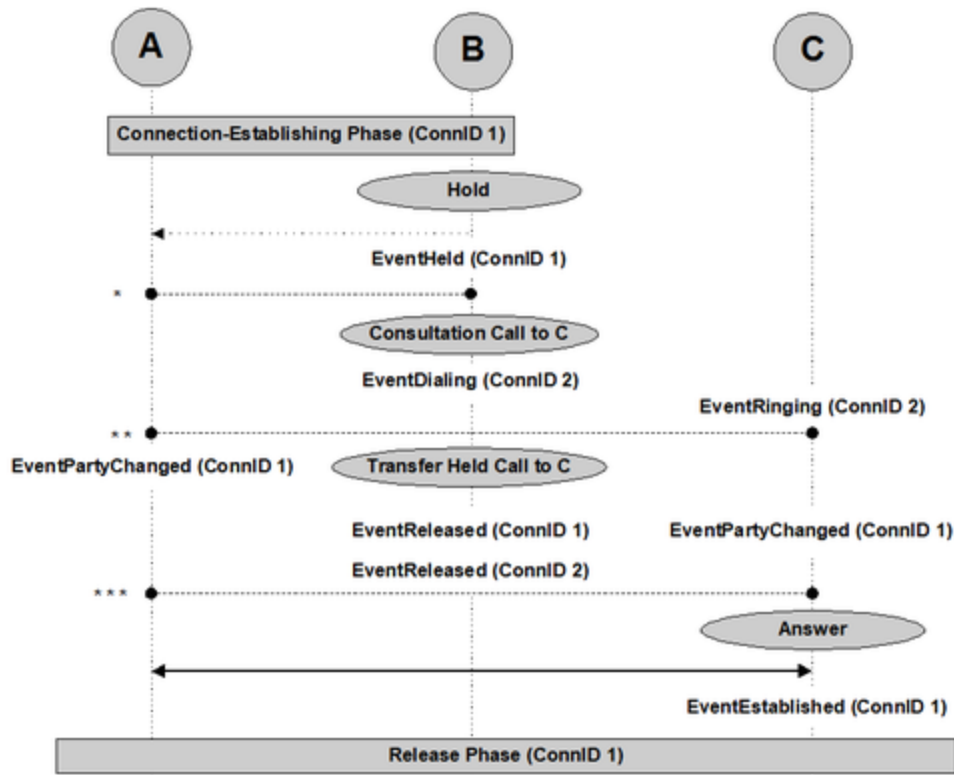 A B C
Connection-Establishing Phase (ConnID 1)
Hold
EventHeld (ConnID 1)
*
Consultation Call to C
EventDialing (ConnID 2)
EventRinging (ConnID 2)
**
EventPartyChanged (ConnID 1) Transfer Held Call to C
EventReleased (ConnID 1) EventPartyChanged (ConnID 1)
EventReleased (ConnID 2)
***
Answer
EventEstablished (ConnID 1)
Release Phase (ConnID 1)